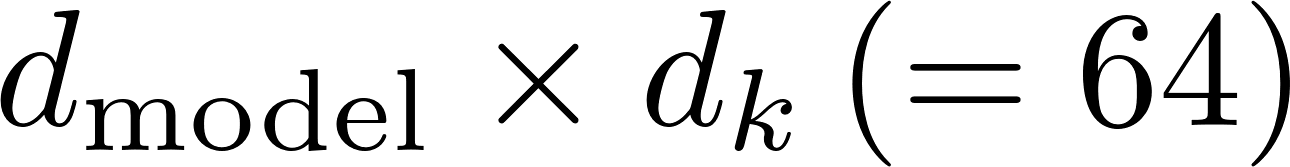 d_model × d_k (= 64)